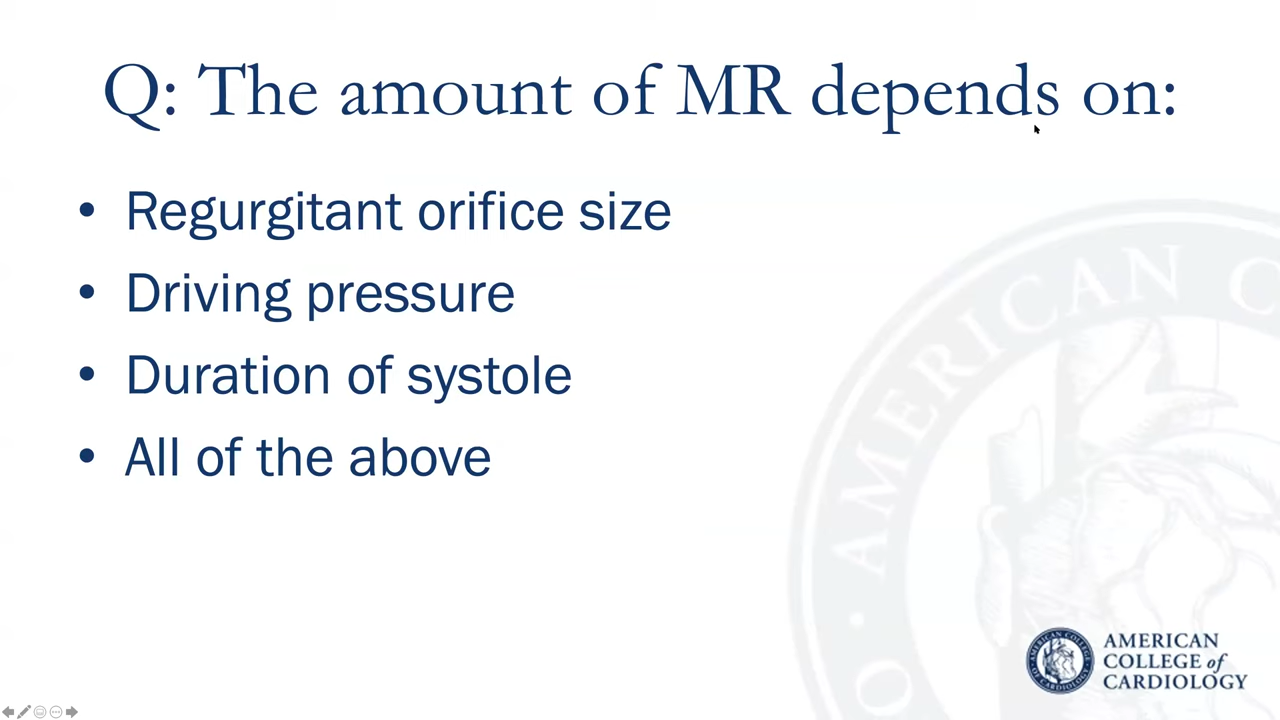 Q: The amount of MR depends on:
• Regurgitant orifice size
• Driving pressure
• Duration of systole
• All of the above
AMERICAN
COLLEGE of
CARDIOLOGY